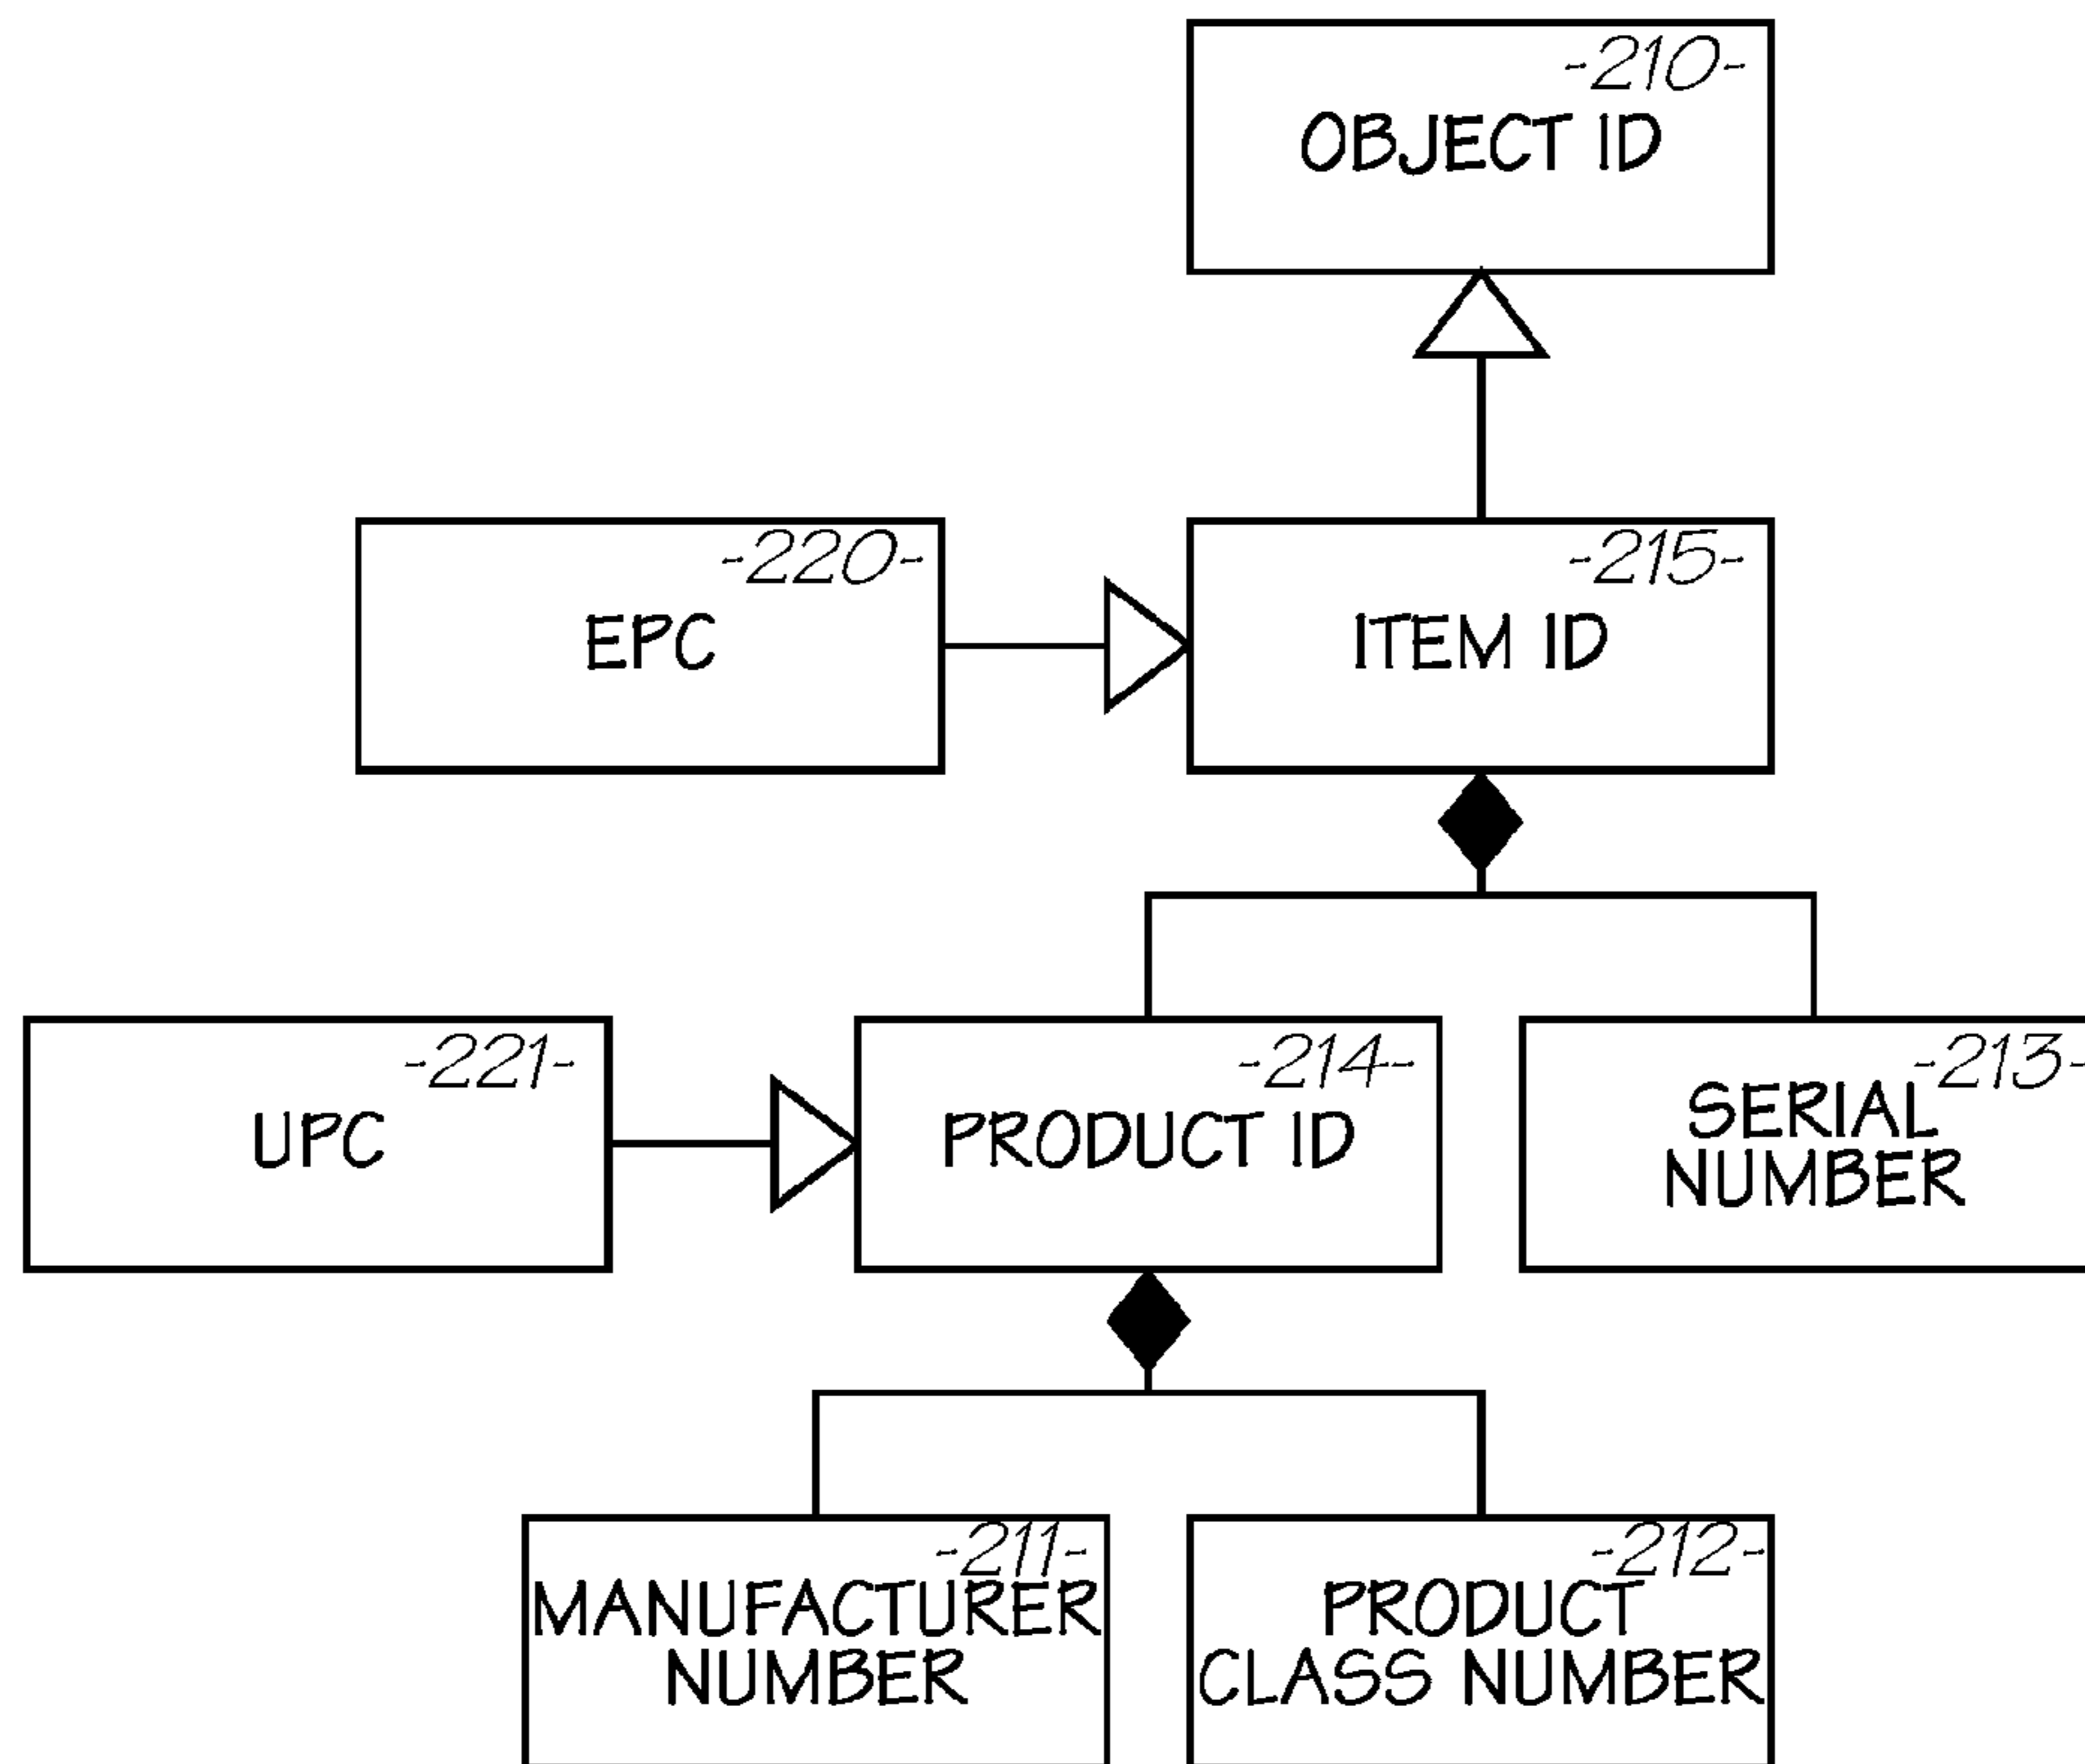 -210-
OBJECT ID
-220-
EPC
-215-
ITEM ID
-221-
UPC
-214-
PRODUCT ID
-213-
SERIAL
NUMBER
-211-
MANUFACTURER
NUMBER
-212-
PRODUCT
CLASS NUMBER